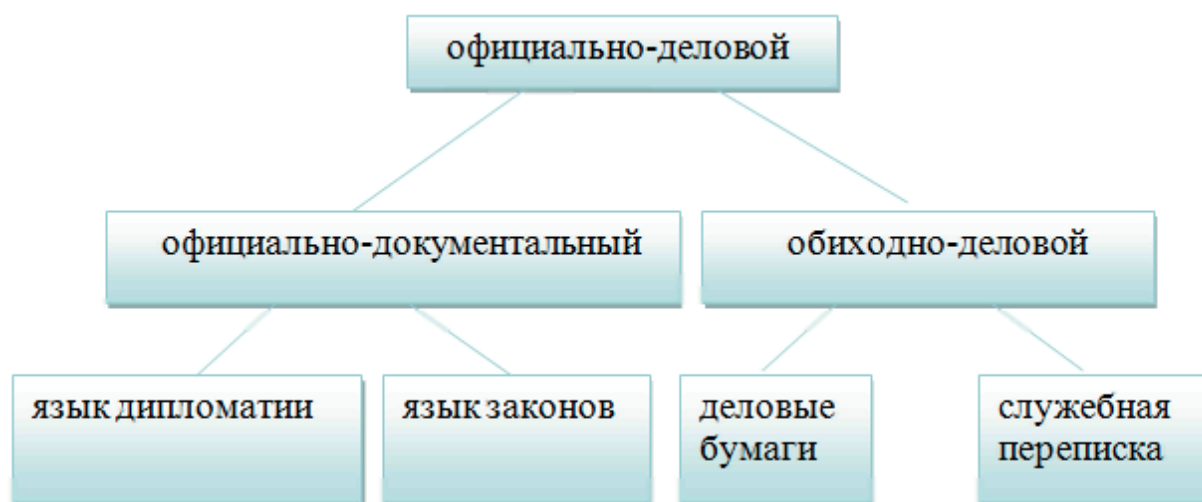 официально-деловой
официально-документальный
обиходно-деловой
язык дипломатии
язык законов
деловые
бумаги
служебная
переписка